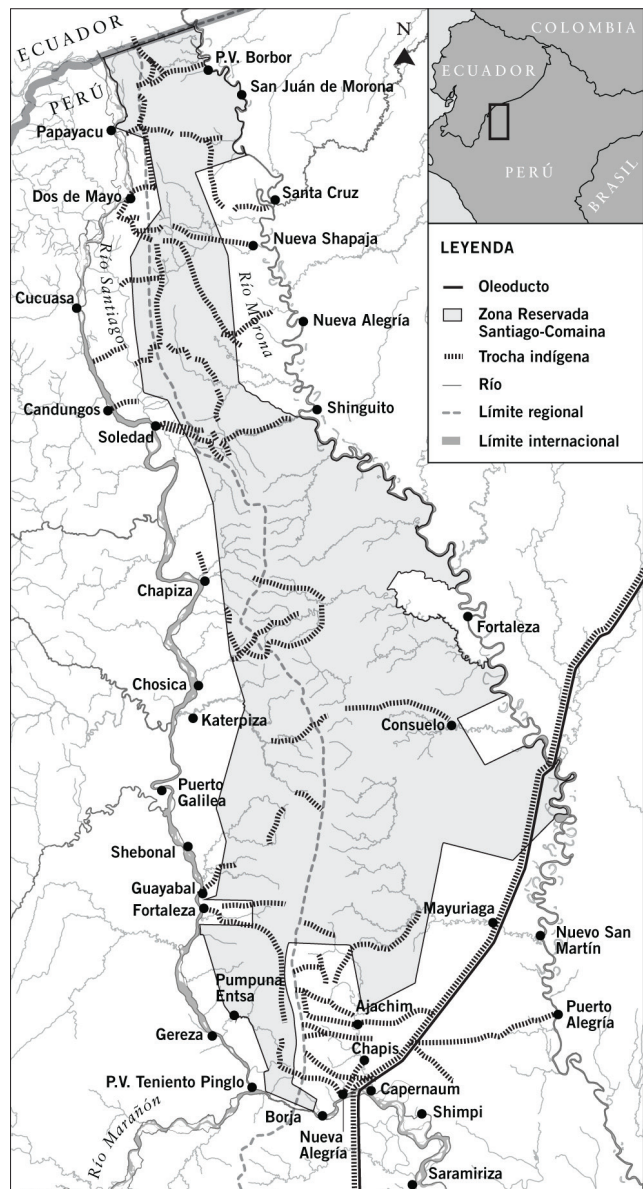 ECUADOR
PERÚ
N
P.V. Borbor
San Juán de Morona
Papayacu
Dos de Mayo
Santa Cruz
Nueva Shapaja
Río Santiago
Río Morona
Cucuasa
Nueva Alegría
Candungos
Soledad
Shinguito
Chapiza
Fortaleza
Chosica
Katerpiza
Consuelo
Puerto
Galilea
Shebonal
Guayabal
Fortaleza
Mayuriaga
Nuevo San
Martín
Pumpuna
Entsa
Ajachim
Puerto
Alegría
Gereza
Chapis
P.V. Teniento Pinglo
Capernaum
Río Marañón
Borja
Shimpi
Nueva
Alegría
Saramiriza
COLOMBIA
ECUADOR
PERÚ
BRASIL
LEYENDA
Oleoducto
Zona Reservada
Santiago-Comaina
Trocha indígena
Río
Límite regional
Límite internacional